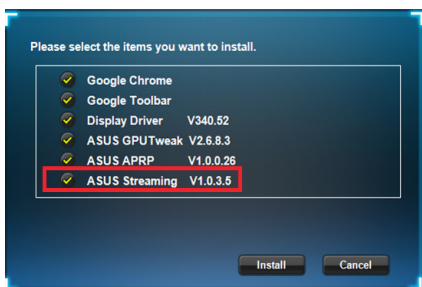 Please select the items you want to install.
Google Chrome
Google Toolbar
Display Driver V340.52
ASUS GPUTweak V2.6.8.3
ASUS APRP V1.0.0.26
ASUS Streaming V1.0.3.5
Install Cancel